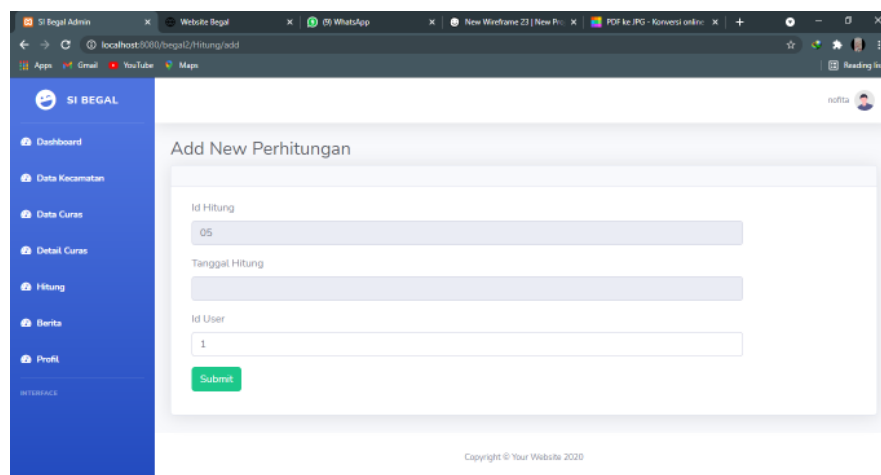 SI Begal Admin
Website Begal
(9) WhatsApp
New Wireframe 23 | New Pro
PDF ke JPG - Konversi online
localhost:8080/begal2/Hitung/add
Apps
Gmail
YouTube
Maps
Reading lis
SI BEGAL
nofita
Dashboard
Data Kecamatan
Data Curas
Detail Curas
Hitung
Berita
Profil
INTERFACE
Add New Perhitungan
Id Hitung
05
Tanggal Hitung
Id User
1
Submit
Copyright © Your Website 2020